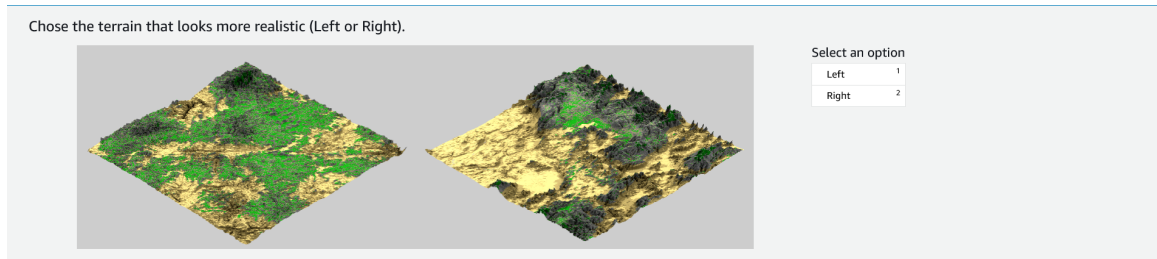 Chose the terrain that looks more realistic (Left or Right).
Select an option
Left 1
Right 2